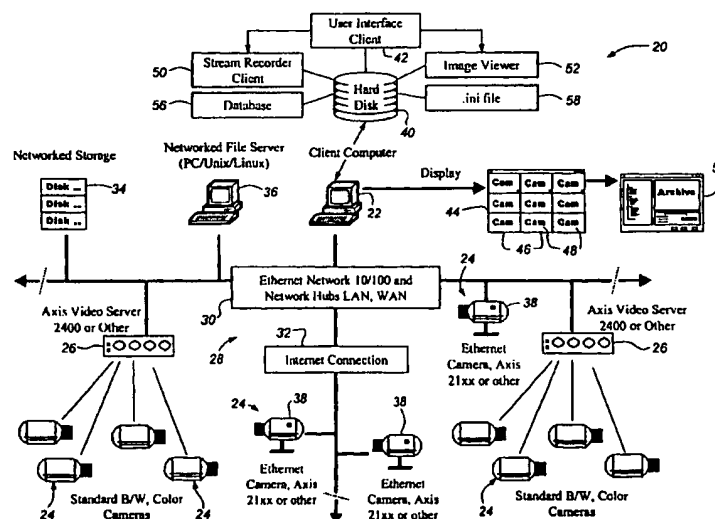 User Interface
Client
42
20
50
Stream Recorder
Client
Image Viewer
52
56
Database
Hard
Disk
.ini file
58
40
Networked Storage
Networked File Server
(PC/Unix/Linux)
Client Computer
Display
Disk ..
Disk ..
Disk ..
34
36
22
44
Cam Cam Cam
Cam Cam Cam
Cam Cam Cam
46
48
Archive
5
Ethernet Network 10/100 and
Network Hubs LAN, WAN
30
24
38
Axis Video Server
2400 or Other
26
28
32
Internet Connection
Ethernet
Camera, Axis
21xx or other
Axis Video Server
2400 or Other
26
24
38
38
Ethernet
Camera, Axis
21xx or other
Ethernet
Camera, Axis
21xx or other
24
Standard B/W, Color
Cameras
24
24
Standard B/W, Color
Cameras